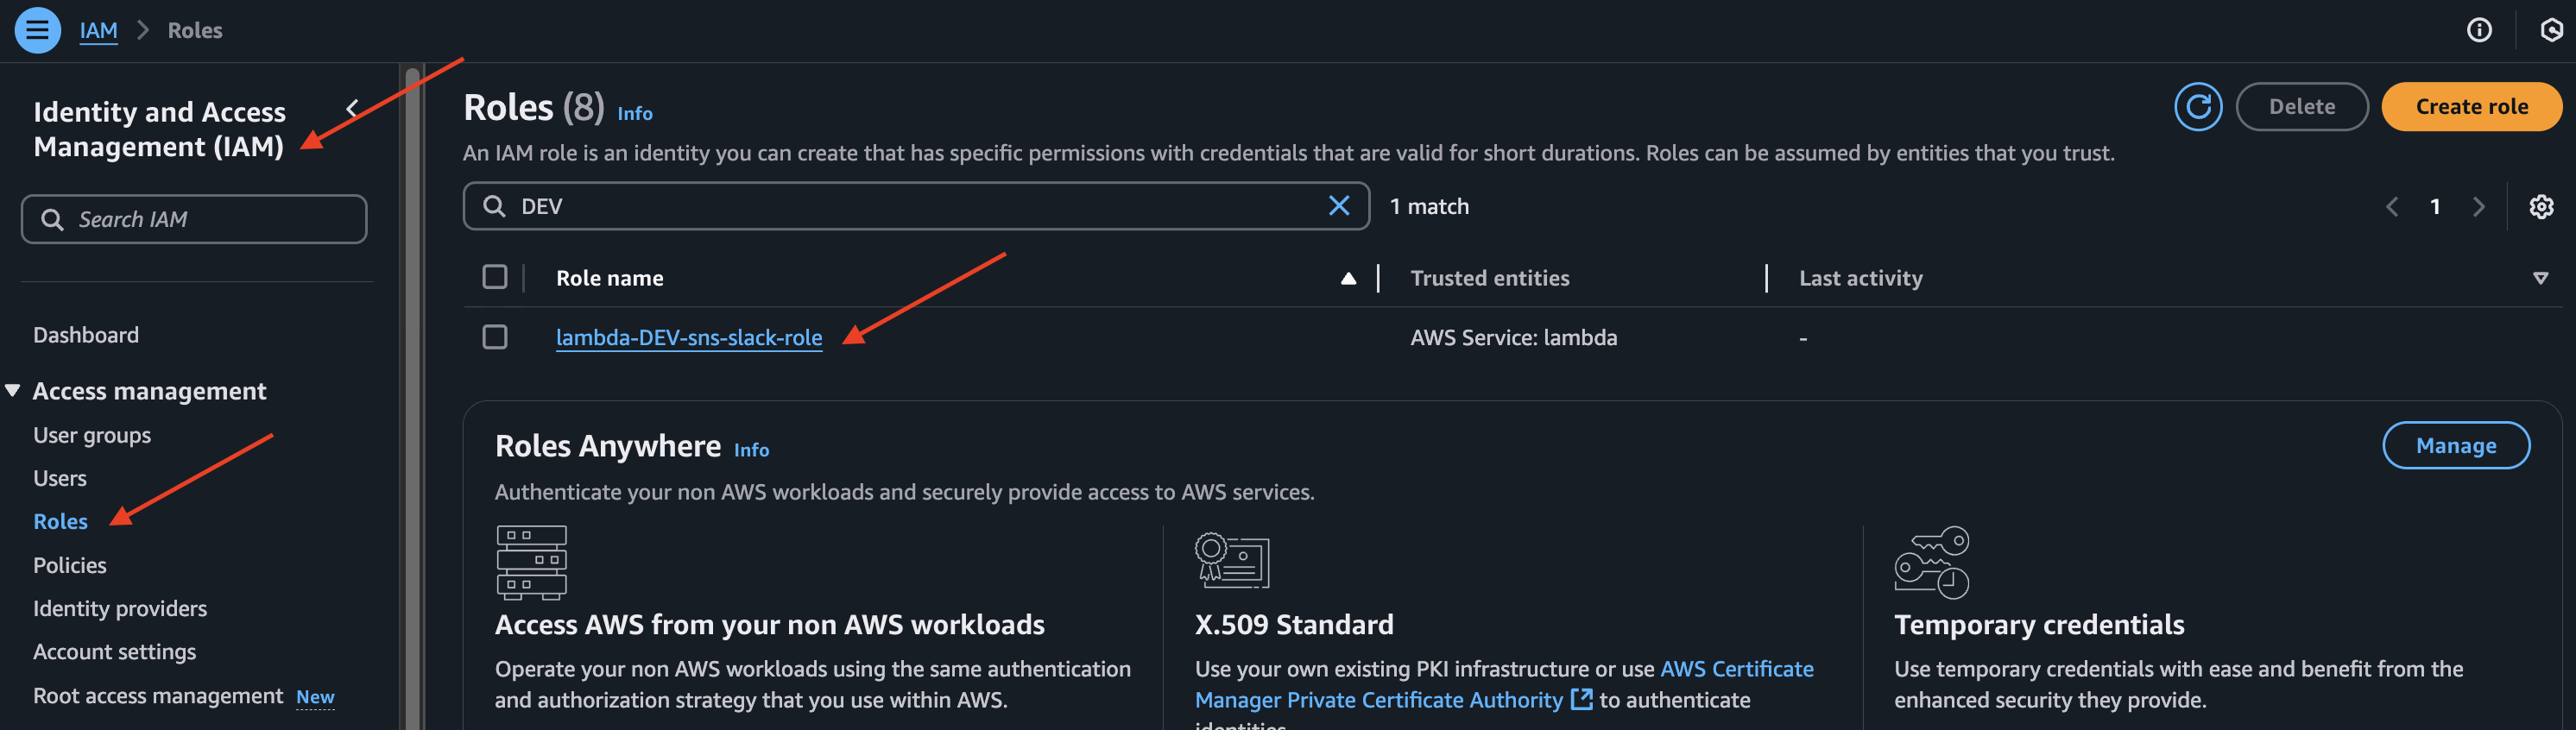 IAM > Roles
Identity and Access
Management (IAM)
Search IAM
Dashboard
Access management
User groups
Users
Roles
Policies
Identity providers
Account settings
Root access management New
Roles (8) Info
Delete
Create role
An IAM role is an identity you can create that has specific permissions with credentials that are valid for short durations. Roles can be assumed by entities that you trust.
DEV
1 match
1
Role name
Trusted entities
Last activity
lambda-DEV-sns-slack-role
AWS Service: lambda
-
Roles Anywhere Info
Manage
Authenticate your non AWS workloads and securely provide access to AWS services.
Access AWS from your non AWS workloads
Operate your non AWS workloads using the same authentication
and authorization strategy that you use within AWS.
X.509 Standard
Use your own existing PKI infrastructure or use AWS Certificate
Manager Private Certificate Authority to authenticate
identities.
Temporary credentials
Use temporary credentials with ease and benefit from the
enhanced security they provide.